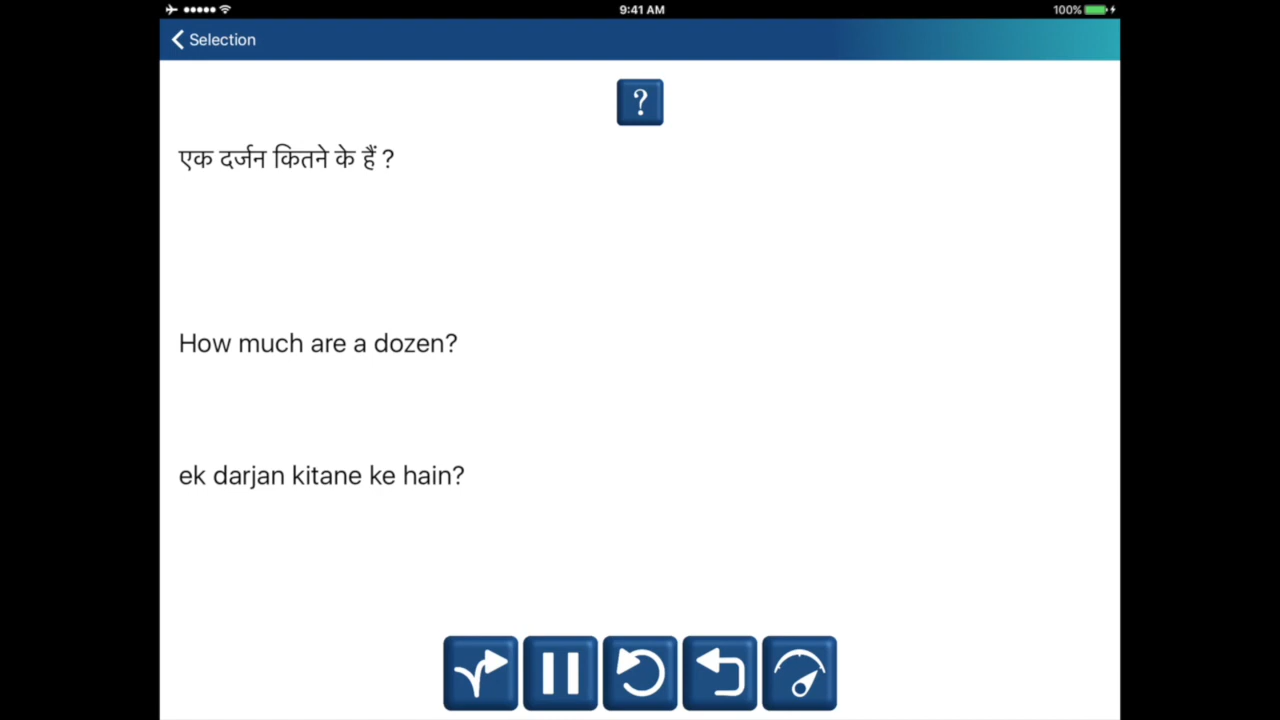 9:41 AM
100%
Selection
?
एक दर्जन कितने के हैं ?
How much are a dozen?
ek darjan kitane ke hain?